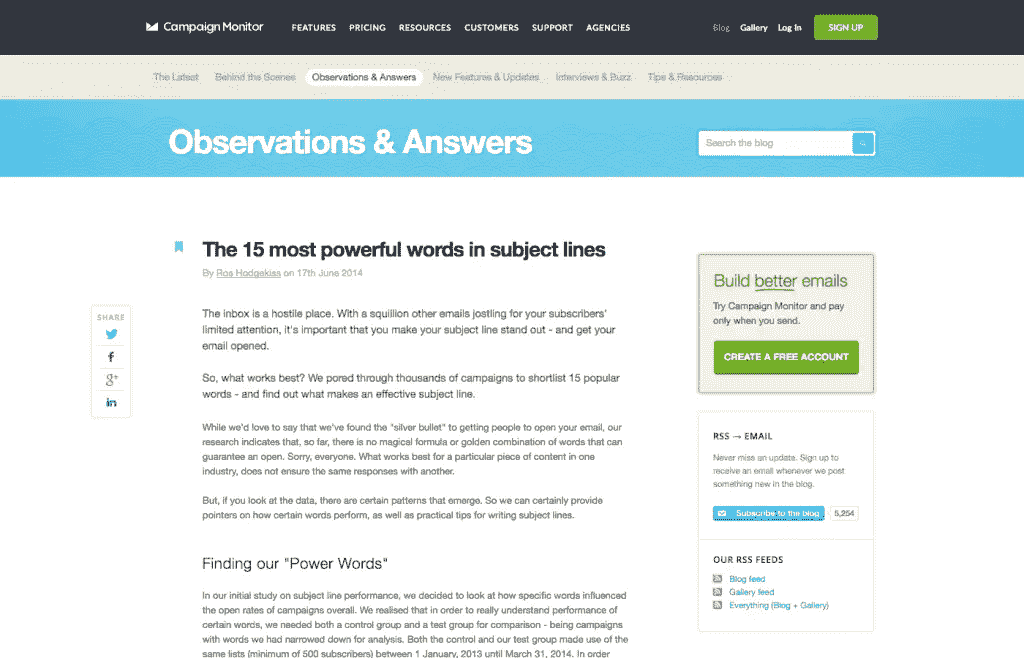 Campaign Monitor
FEATURES PRICING RESOURCES CUSTOMERS SUPPORT AGENCIES
Blog Gallery Log In SIGN UP
The Latest Behind the Scenes Observations & Answers New Features & Updates Interviews & Buzz Tips & Resources
Observations & Answers
Search the blog
The 15 most powerful words in subject lines
By Ros Hodgekiss on 17th June 2014
SHARE
The inbox is a hostile place. With a squillion other emails jostling for your subscribers'
limited attention, it's important that you make your subject line stand out - and get your
email opened.
So, what works best? We pored through thousands of campaigns to shortlist 15 popular
words - and find out what makes an effective subject line.
While we'd love to say that we've found the "silver bullet" to getting people to open your email, our
research indicates that, so far, there is no magical formula or golden combination of words that can
guarantee an open. Sorry, everyone. What works best for a particular piece of content in one
industry, does not ensure the same responses with another.
But, if you look at the data, there are certain patterns that emerge. So we can certainly provide
pointers on how certain words perform, as well as practical tips for writing subject lines.
Finding our "Power Words"
In our initial study on subject line performance, we decided to look at how specific words influenced
the open rates of campaigns overall. We realised that in order to really understand performance of
certain words, we needed both a control group and a test group for comparison - being campaigns
with words we had narrowed down for analysis. Both the control and our test group made use of the
same lists (minimum of 500 subscribers) between 1 January, 2013 until March 31, 2014. In order
Build better emails
Try Campaign Monitor and pay
only when you send.
CREATE A FREE ACCOUNT
RSS → EMAIL
Never miss an update. Sign up to
receive an email whenever we post
something new in the blog.
Subscribe to the blog 5,254
OUR RSS FEEDS
Blog feed
Gallery feed
Everything (Blog + Gallery)